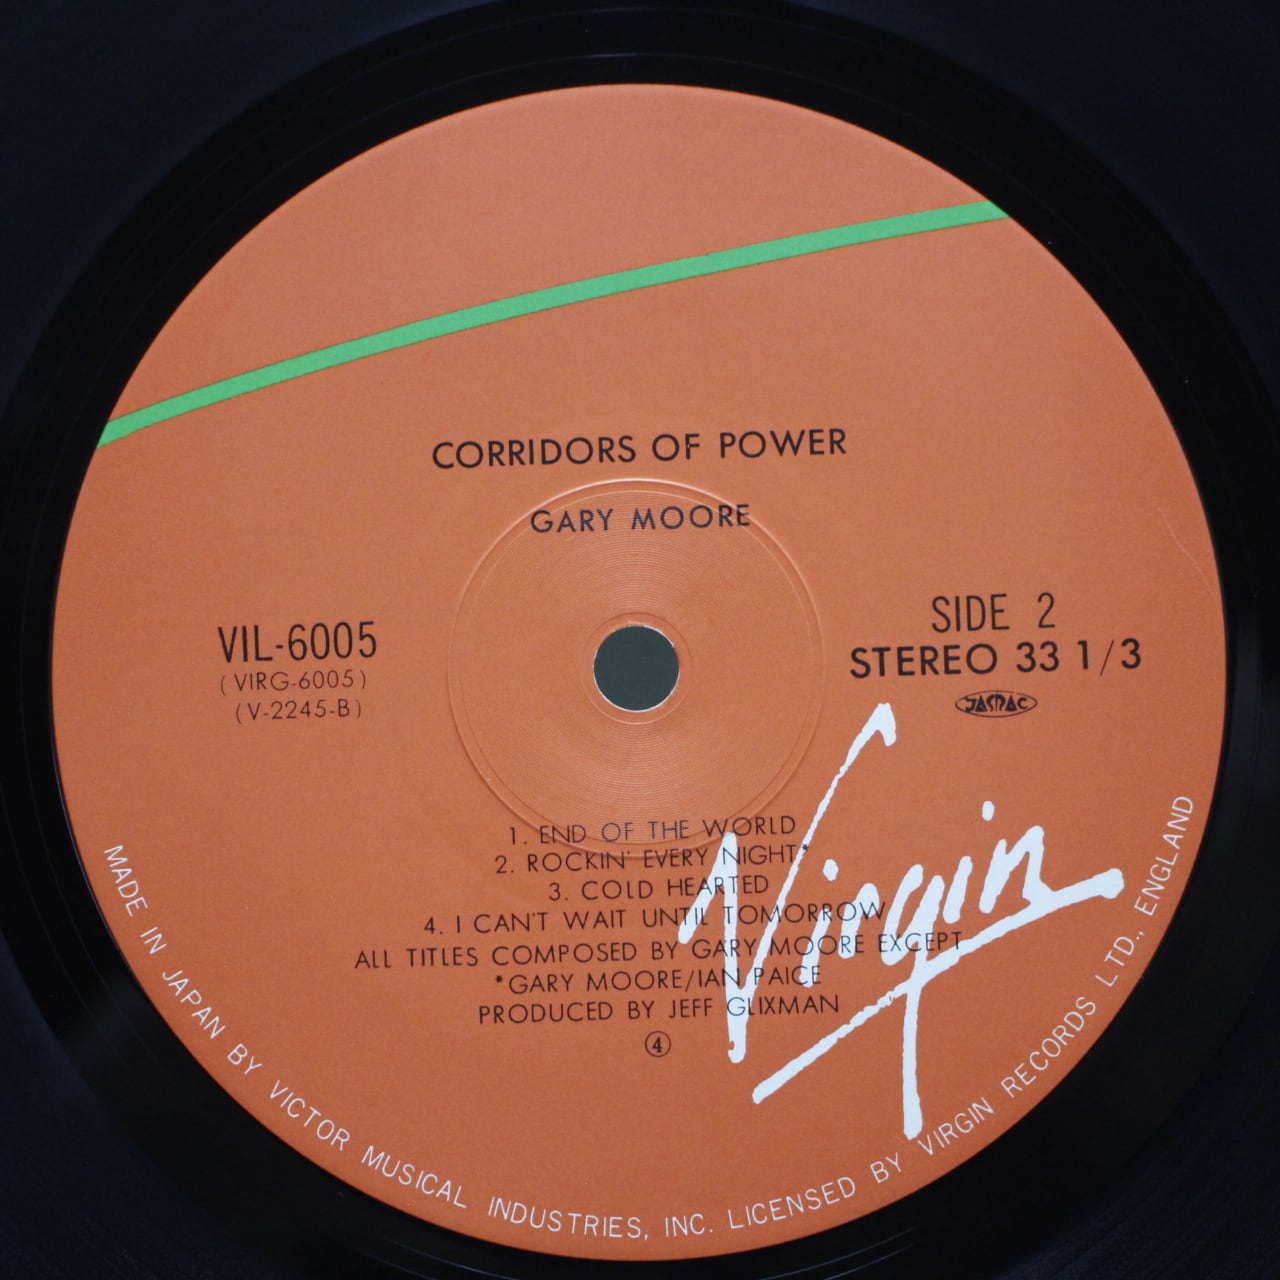 CORRIDORS OF POWER
GARY MOORE
VIL-6005
(VIRG-6005)
(V-2245-B)
SIDE 2
STEREO 33 1/3
JASRAC
1. END OF THE WORLD
2. ROCKIN' EVERY NIGHT*
3. COLD HEARTED
4. I CAN'T WAIT UNTIL TOMORROW
ALL TITLES COMPOSED BY GARY MOORE EXCEPT
*GARY MOORE/IAN PAICE
PRODUCED BY JEFF GLIXMAN
④
Virgin
MADE IN JAPAN BY VICTOR MUSICAL INDUSTRIES, INC. LICENSED BY VIRGIN RECORDS LTD., ENGLAND